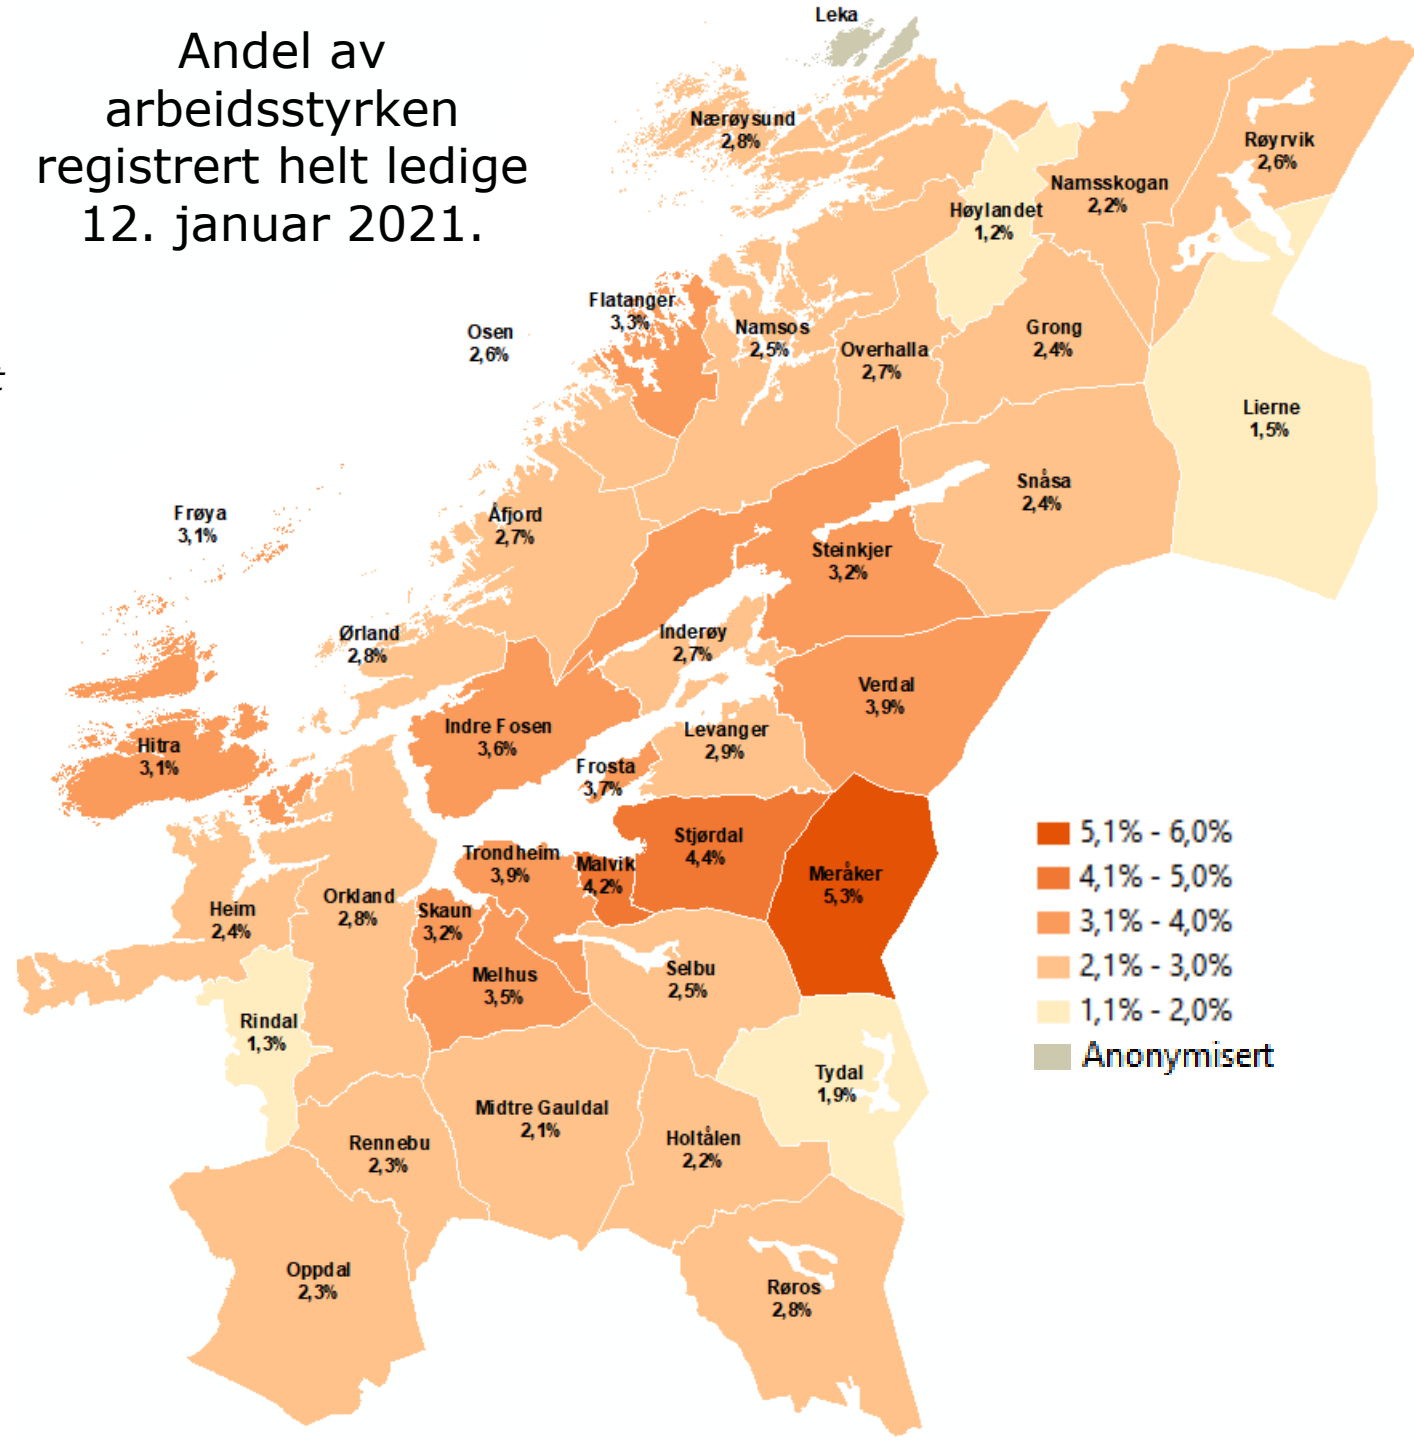 Andel av
arbeidsstyrken
registrert helt ledige
12. januar 2021.
Leka
Nærøysund
2,8%
Røyrvik
2,6%
Namsskogan
2,2%
Høylandet
1,2%
Flatanger
3,3%
Osen
2,6%
Namsos
2,5%
Grong
2,4%
Overhalla
2,7%
t
Lierne
1,5%
Snåsa
2,4%
Frøya
3,1%
Åfjord
2,7%
Steinkjer
3,2%
Ørland
2,8%
Inderøy
2,7%
Verdal
3,9%
Indre Fosen
3,6%
Levanger
2,9%
Hitra
3,1%
Frosta
3,7%
Stjørdal
4,4%
Trondheim
3,9%
Malvik
4,2%
Meråker
5,3%
Orkland
2,8%
Skaun
3,2%
Heim
2,4%
Melhus
3,5%
Selbu
2,5%
Rindal
1,3%
Tydal
1,9%
Midtre Gauldal
2,1%
Rennebu
2,3%
Holtålen
2,2%
Oppdal
2,3%
Røros
2,8%
5,1% - 6,0%
4,1% - 5,0%
3,1% - 4,0%
2,1% - 3,0%
1,1% - 2,0%
Anonymisert